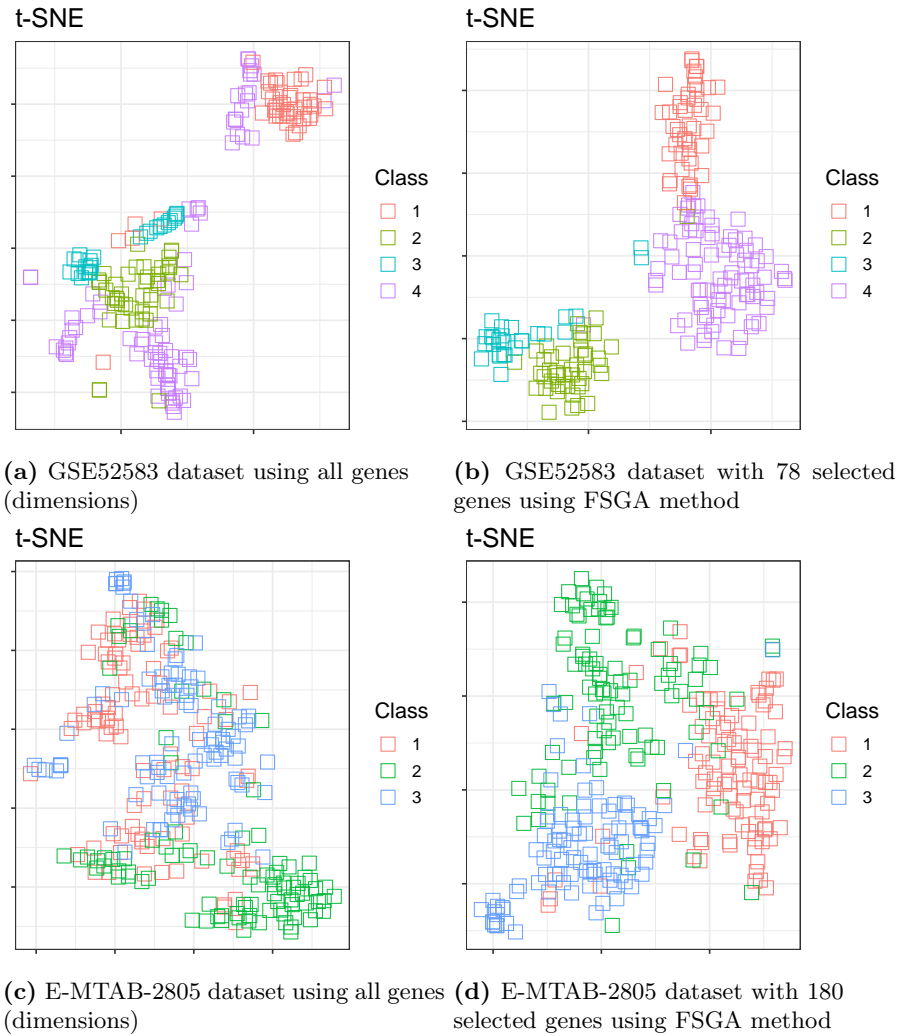 t-SNE
Class
1
2
3
4
(a) GSE52583 dataset using all genes
(dimensions)
t-SNE
Class
1
2
3
4
(b) GSE52583 dataset with 78 selected
genes using FSGA method
t-SNE
Class
1
2
3
(c) E-MTAB-2805 dataset using all genes
(dimensions)
t-SNE
Class
1
2
3
(d) E-MTAB-2805 dataset with 180
selected genes using FSGA method